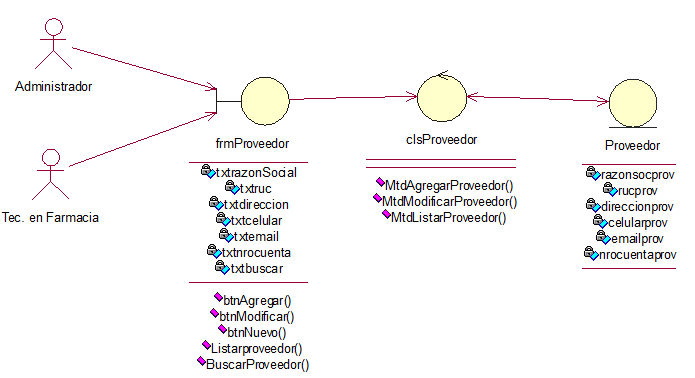 Administrador
Tec. en Farmacia
frmProveedor
txtrazonSocial
txtruc
txtdireccion
txtcelular
txtemail
txtnrocuenta
txtbuscar
btnAgregar()
btnModificar()
btnNuevo()
Listarproveedor()
BuscarProveedor()
clsProveedor
MtdAgregarProveedor()
MtdModificarProveedor()
MtdListarProveedor()
Proveedor
razonsocprov
rucprov
direccionprov
celularprov
emailprov
nrocuentaprov